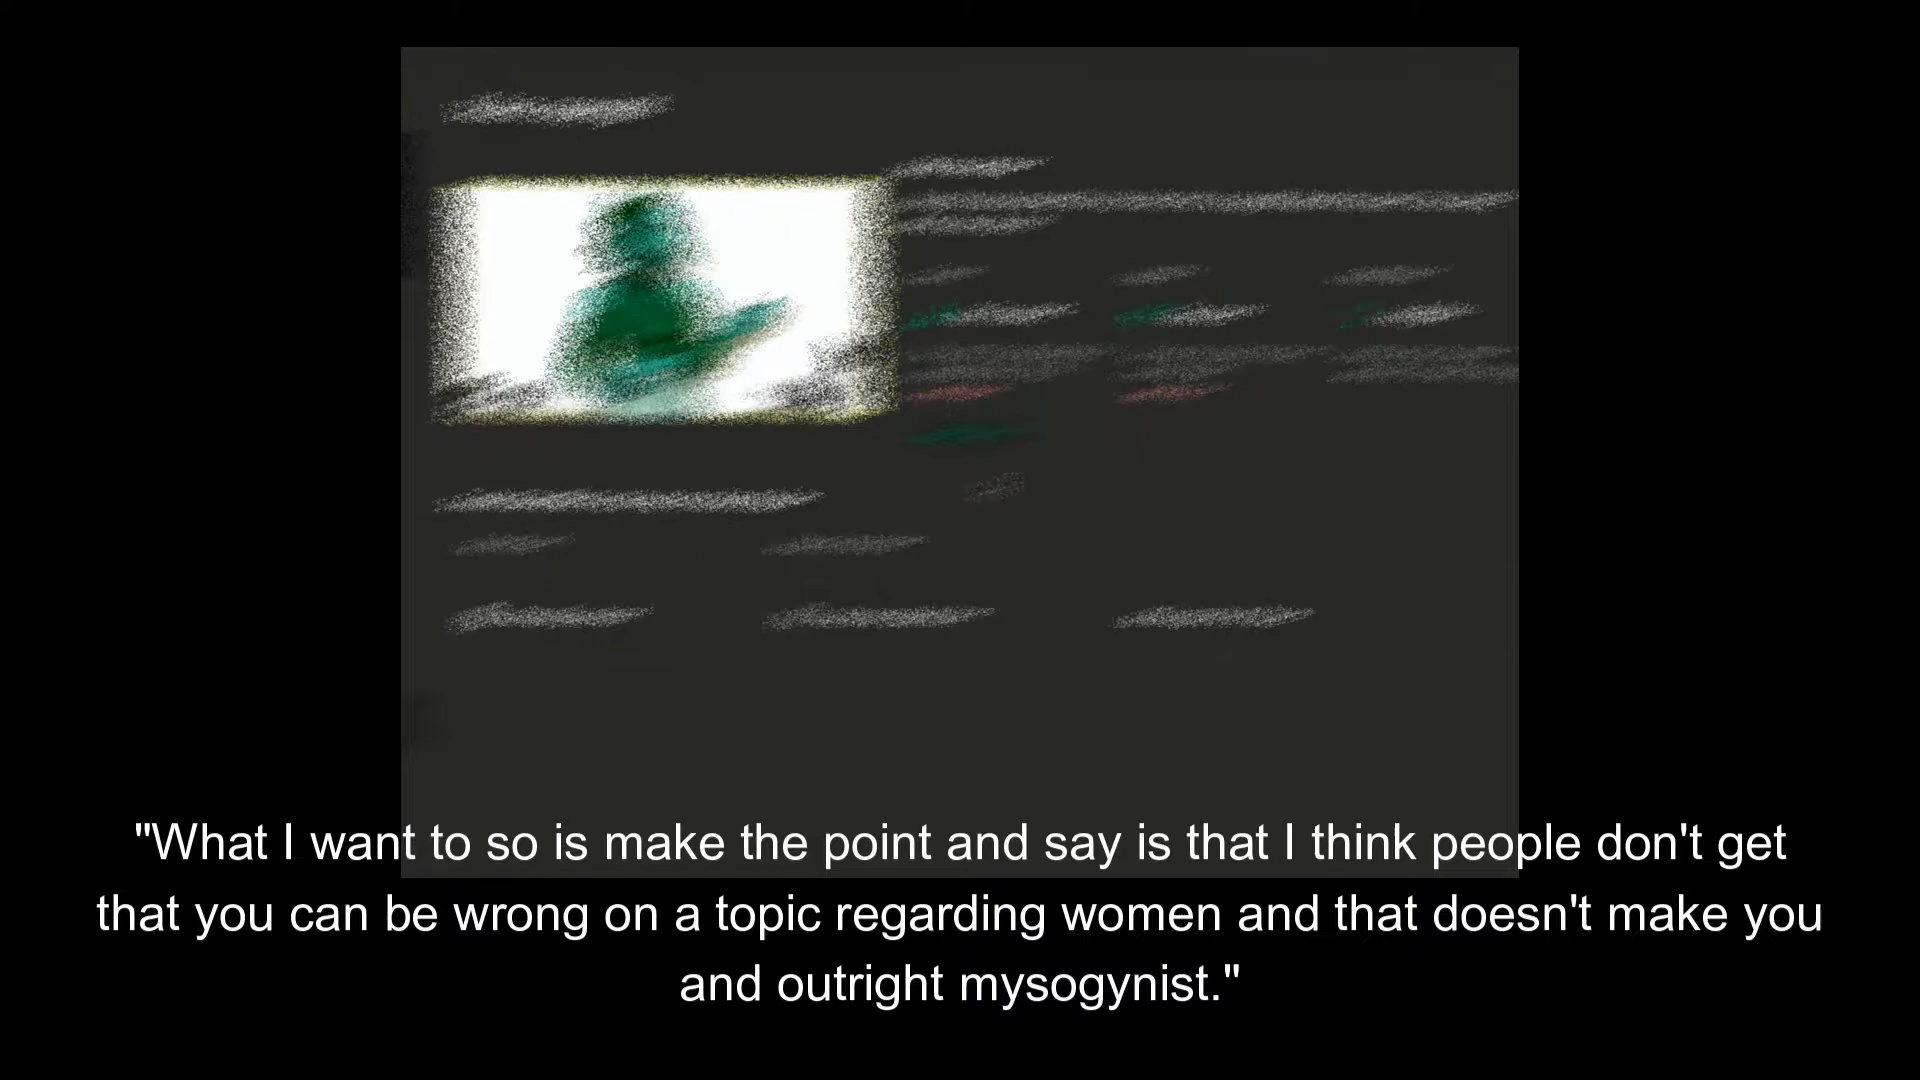 "What I want to so is make the point and say is that I think people don't get
that you can be wrong on a topic regarding women and that doesn't make you
and outright mysogynist."